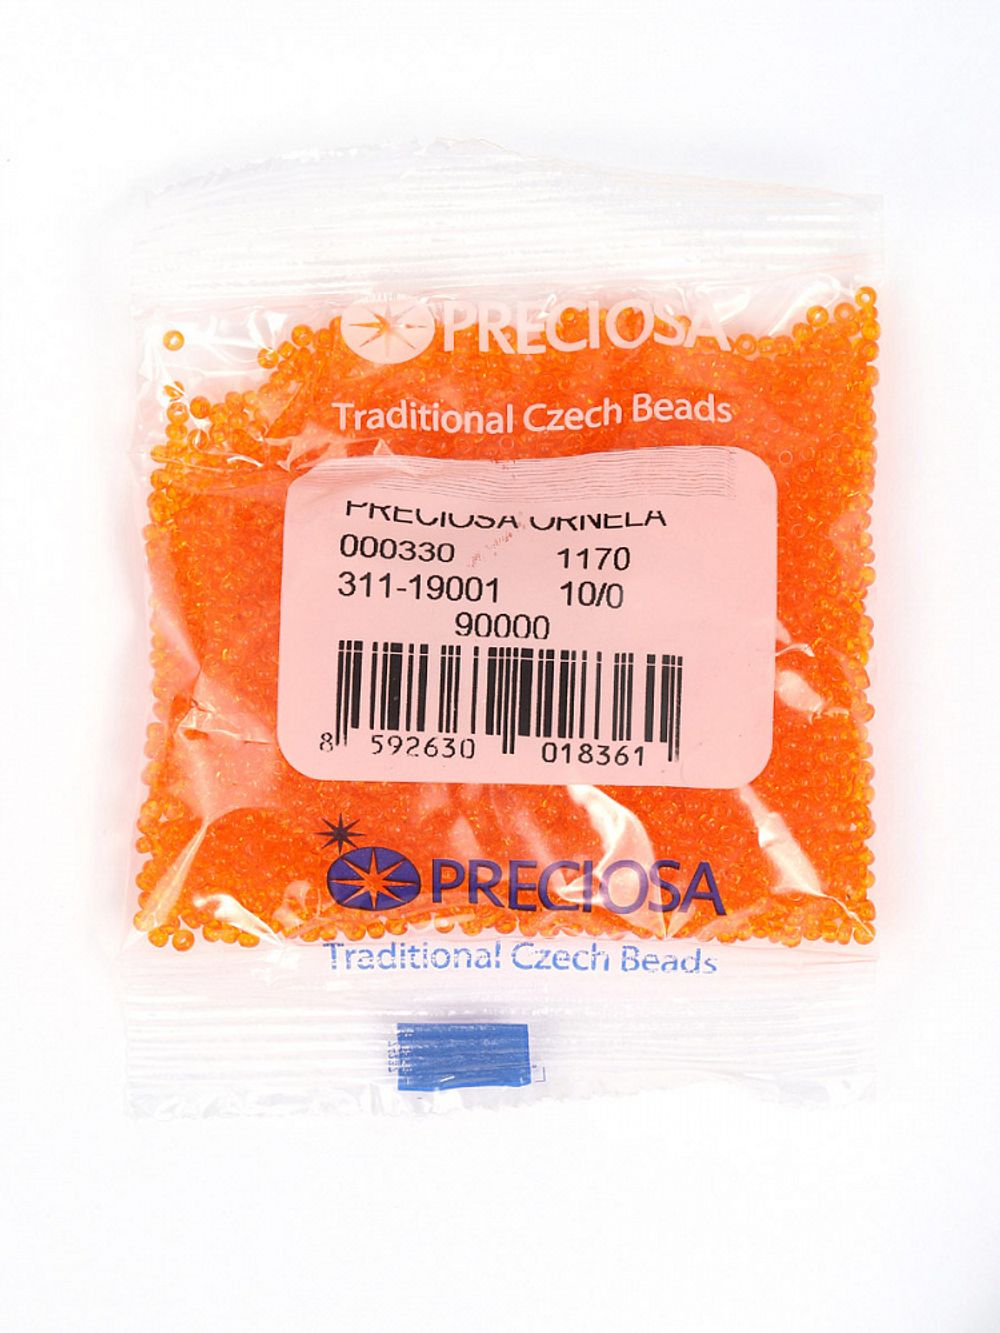 PRECIOSA
Traditional Czech Beads
PRECIOSA ORNELA
000330 1170
311-19001 10/0
90000
8 592630 018361
PRECIOSA
Traditional Czech Beads